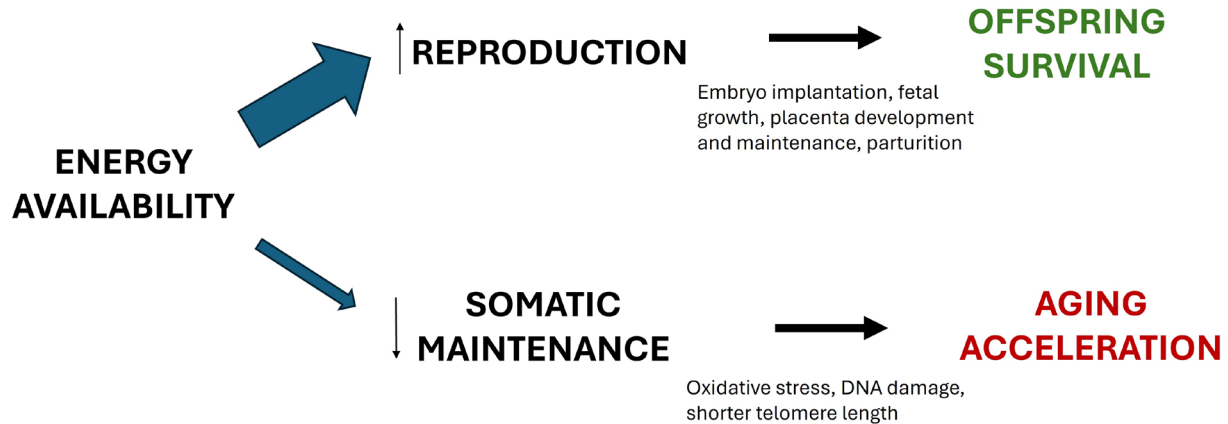 ENERGY
AVAILABILITY
REPRODUCTION
Embryo implantation, fetal
growth, placenta development
and maintenance, parturition
OFFSPRING
SURVIVAL
SOMATIC
MAINTENANCE
Oxidative stress, DNA damage,
shorter telomere length
AGING
ACCELERATION